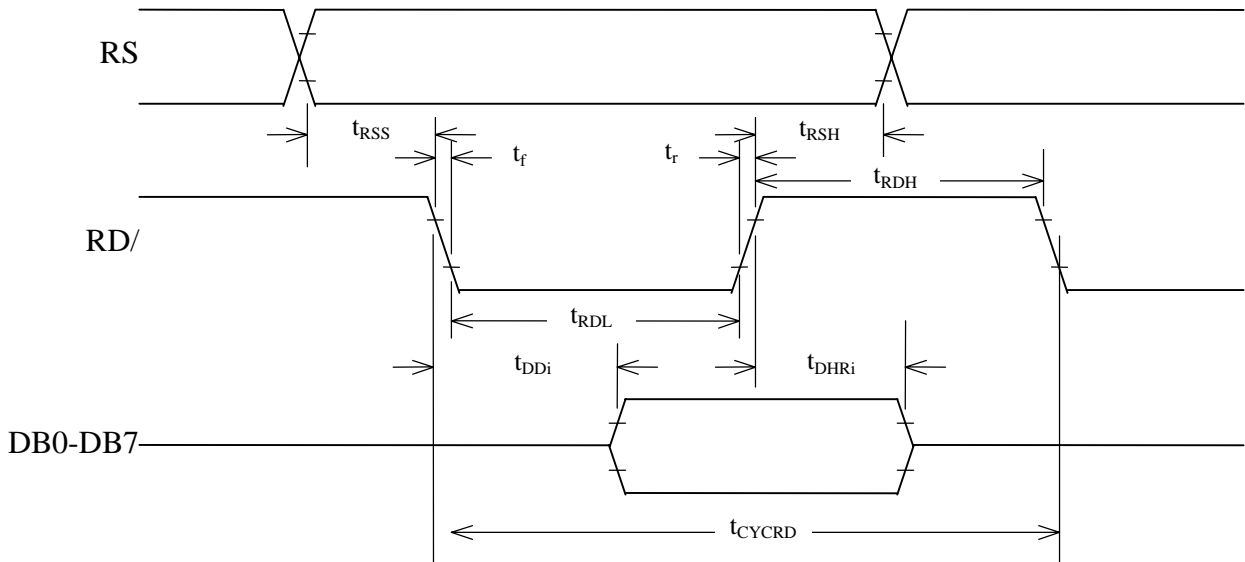 RS
tRSS
tRSH
tf
tr
tRDH
RD/
tRDL
tDDi
tDHRi
DB0-DB7
tCYCRD